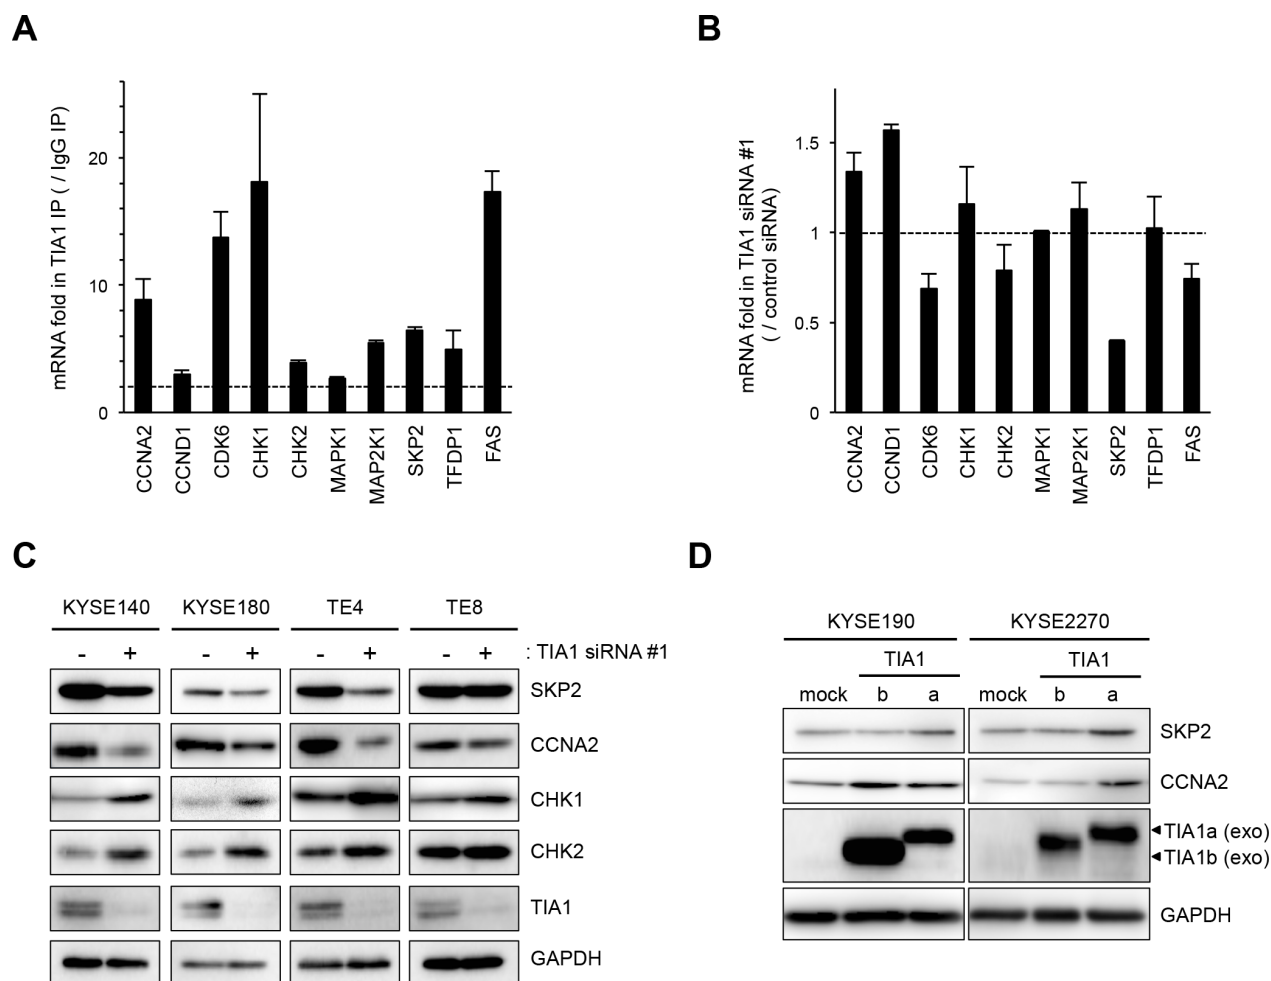 A
mRNA fold in TIA1 IP ( / IgG IP)
20
10
0
CCNA2
CCND1
CDK6
CHK1
CHK2
MAPK1
MAP2K1
SKP2
TFDP1
FAS
B
mRNA fold in TIA1 siRNA #1
( / control siRNA)
1.5
1
0.5
0
CCNA2
CCND1
CDK6
CHK1
CHK2
MAPK1
MAP2K1
SKP2
TFDP1
FAS
C
KYSE140 KYSE180 TE4 TE8
- + - + - + - + : TIA1 siRNA #1
SKP2
CCNA2
CHK1
CHK2
TIA1
GAPDH
D
KYSE190 KYSE2270
TIA1 TIA1
mock b a mock b a
SKP2
CCNA2
TIA1a (exo)
TIA1b (exo)
GAPDH